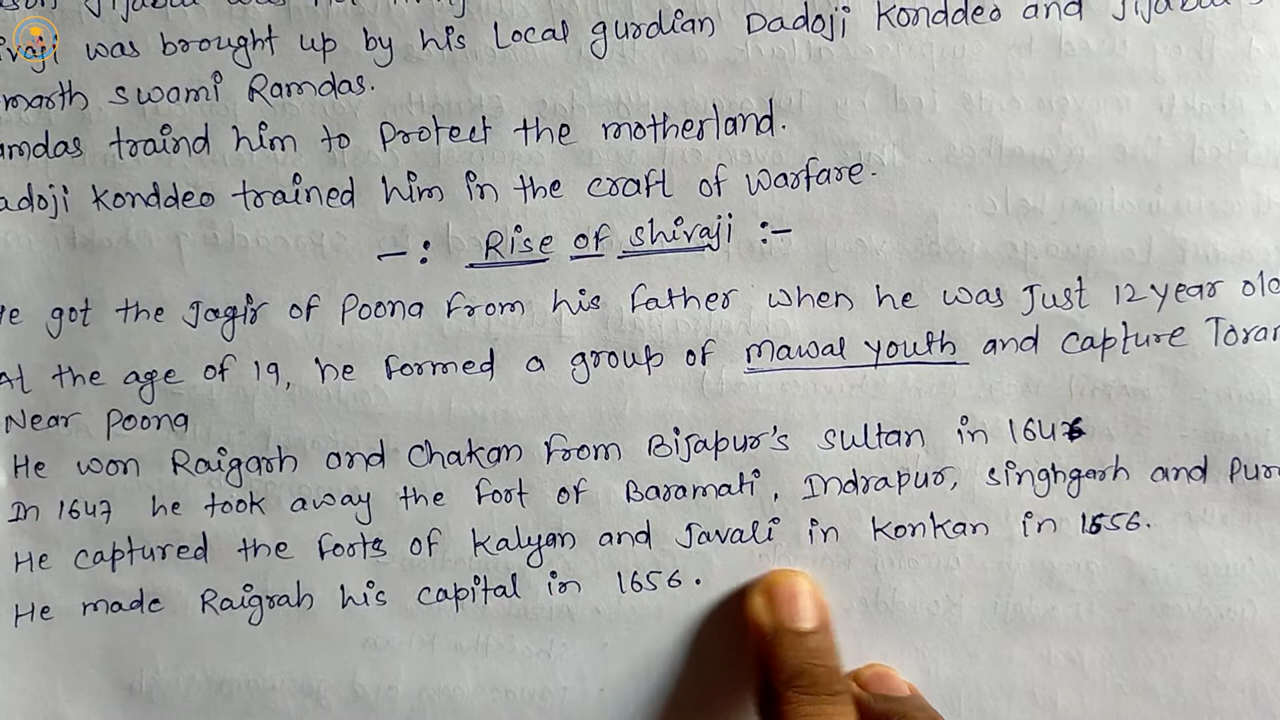 Jijabai was not
was brought up by his Local gurdian Dadoji Konddeo and
swami Ramdas.
traind him to Protect the motherland.
Konddeo trained him in the craft of warfare.
-: Rise of shivaji :-
got the Jagir of Poona From his Father when he was Just 12 year old
At the age of 19, he formed a group of mawal youth and capture
Near Poona
He won Raigarh and Chakan From Bijapur's sultan in
In 1647 he took away the Fort of Baramati, Indrapur, singhgarh and
He captured the Forts of Kalyan and Javali in Konkan in 1656.
He made Raigrah his capital in 1656.